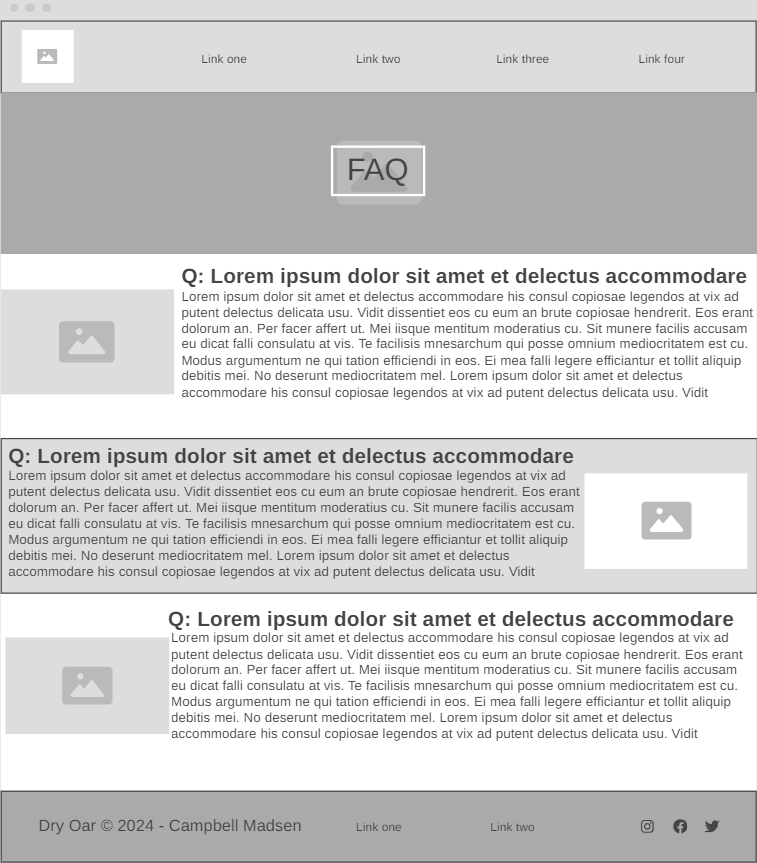 Link one Link two Link three Link four
FAQ
Q: Lorem ipsum dolor sit amet et delectus accommodare
Lorem ipsum dolor sit amet et delectus accommodare his consul copiosae legendos at vix ad
putent delectus delicata usu. Vidit dissentiet eos cu eum an brute copiosae hendrerit. Eos erant
dolorum an. Per facer affert ut. Mei iisque mentitum moderatius cu. Sit munere facilis accusam
eu dicat falli consulatu at vis. Te facilisis mnesarchum qui posse omnium mediocritatem est cu.
Modus argumentum ne qui tation efficiendi in eos. Ei mea falli legere efficiantur et tollit aliquip
debitis mei. No deserunt mediocritatem mel. Lorem ipsum dolor sit amet et delectus
accommodare his consul copiosae legendos at vix ad putent delectus delicata usu. Vidit
Q: Lorem ipsum dolor sit amet et delectus accommodare
Lorem ipsum dolor sit amet et delectus accommodare his consul copiosae legendos at vix ad
putent delectus delicata usu. Vidit dissentiet eos cu eum an brute copiosae hendrerit. Eos erant
dolorum an. Per facer affert ut. Mei iisque mentitum moderatius cu. Sit munere facilis accusam
eu dicat falli consulatu at vis. Te facilisis mnesarchum qui posse omnium mediocritatem est cu.
Modus argumentum ne qui tation efficiendi in eos. Ei mea falli legere efficiantur et tollit aliquip
debitis mei. No deserunt mediocritatem mel. Lorem ipsum dolor sit amet et delectus
accommodare his consul copiosae legendos at vix ad putent delectus delicata usu. Vidit
Q: Lorem ipsum dolor sit amet et delectus accommodare
Lorem ipsum dolor sit amet et delectus accommodare his consul copiosae legendos at vix ad
putent delectus delicata usu. Vidit dissentiet eos cu eum an brute copiosae hendrerit. Eos erant
dolorum an. Per facer affert ut. Mei iisque mentitum moderatius cu. Sit munere facilis accusam
eu dicat falli consulatu at vis. Te facilisis mnesarchum qui posse omnium mediocritatem est cu.
Modus argumentum ne qui tation efficiendi in eos. Ei mea falli legere efficiantur et tollit aliquip
debitis mei. No deserunt mediocritatem mel. Lorem ipsum dolor sit amet et delectus
accommodare his consul copiosae legendos at vix ad putent delectus delicata usu. Vidit
Dry Oar © 2024 - Campbell Madsen Link one Link two